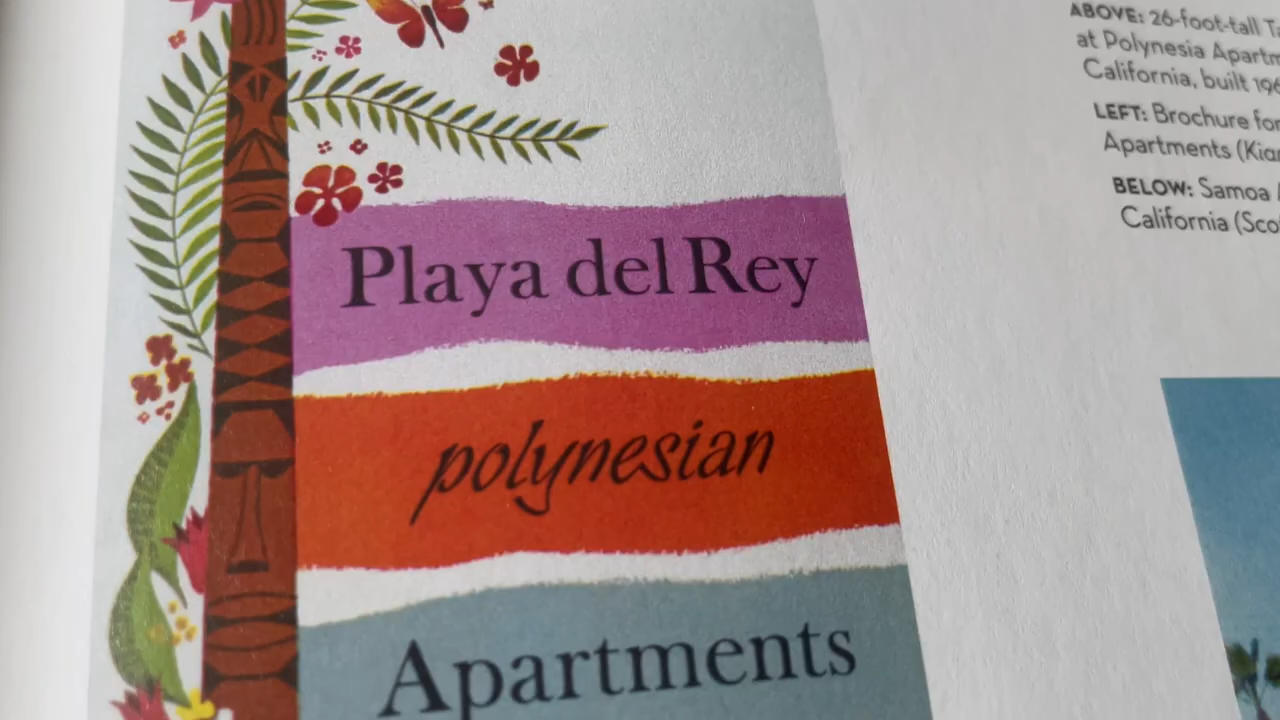 Playa del Rey
polynesian
Apartments
ABOVE: 26-foot-tall
at Polynesia
California, built
LEFT: Brochure for
Apartments
BELOW: Samoa
California